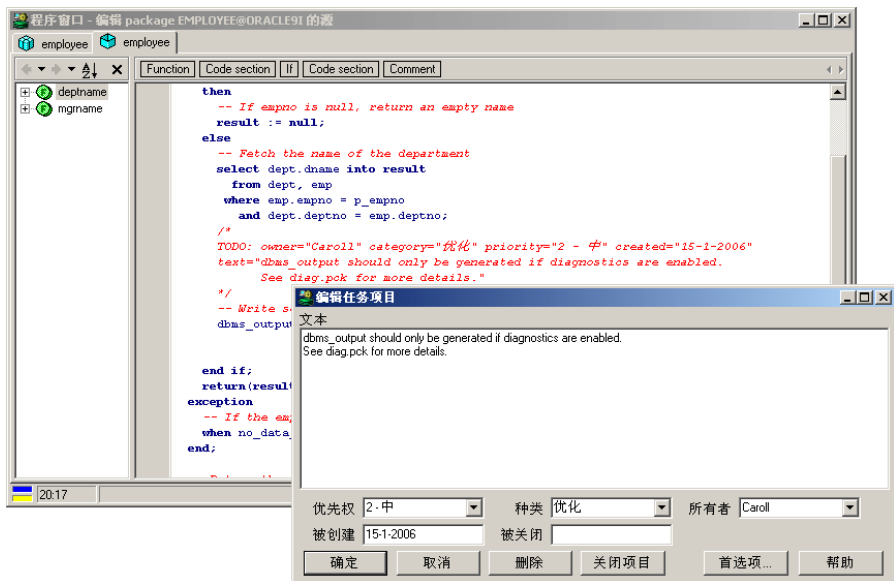 程序窗口 - 编辑 package EMPLOYEE@ORACLE9I 的源
employee employee
Function Code section If Code section Comment
deptname
mgrname
then
-- If empno is null, return an empty name
result := null;
else
-- Fetch the name of the department
select dept.dname into result
from dept, emp
where emp.empno = p_empno
and dept.deptno = emp.deptno;
/*
TODO: owner="Caroll" category="优化" priority="2 - 中" created="15-1-2006"
text="dbms_output should only be generated if diagnostics are enabled.
See diag.pck for more details."
*/
-- Write s
dbms_output
end if;
return(result
exception
-- If the emp
when no_data_
end;
20:17
编辑任务项目
文本
dbms_output should only be generated if diagnostics are enabled.
See diag.pck for more details.
优先权 2 - 中 种类 优化 所有者 Caroll
被创建 15-1-2006 被关闭
确定 取消 删除 关闭项目 首选项... 帮助